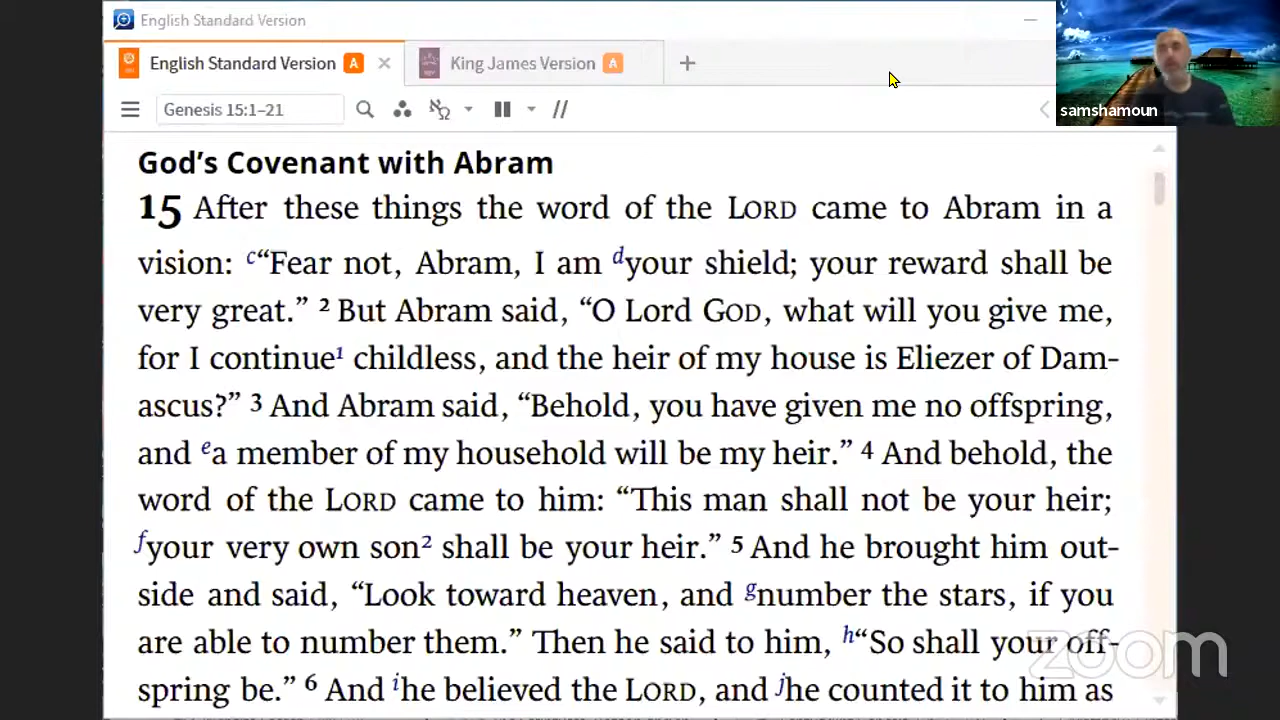 English Standard Version
English Standard Version A
King James Version A
Genesis 15:1–21
samshamoun
God’s Covenant with Abram
15 After these things the word of the LORD came to Abram in a
vision: c“Fear not, Abram, I am dyour shield; your reward shall be
very great.” 2 But Abram said, “O Lord GOD, what will you give me,
for I continue1 childless, and the heir of my house is Eliezer of Dam-
ascus?” 3 And Abram said, “Behold, you have given me no offspring,
and ea member of my household will be my heir.” 4 And behold, the
word of the LORD came to him: “This man shall not be your heir;
fyour very own son2 shall be your heir.” 5 And he brought him out-
side and said, “Look toward heaven, and gnumber the stars, if you
are able to number them.” Then he said to him, h“So shall your off-
spring be.” 6 And ihe believed the LORD, and jhe counted it to him as
zoom